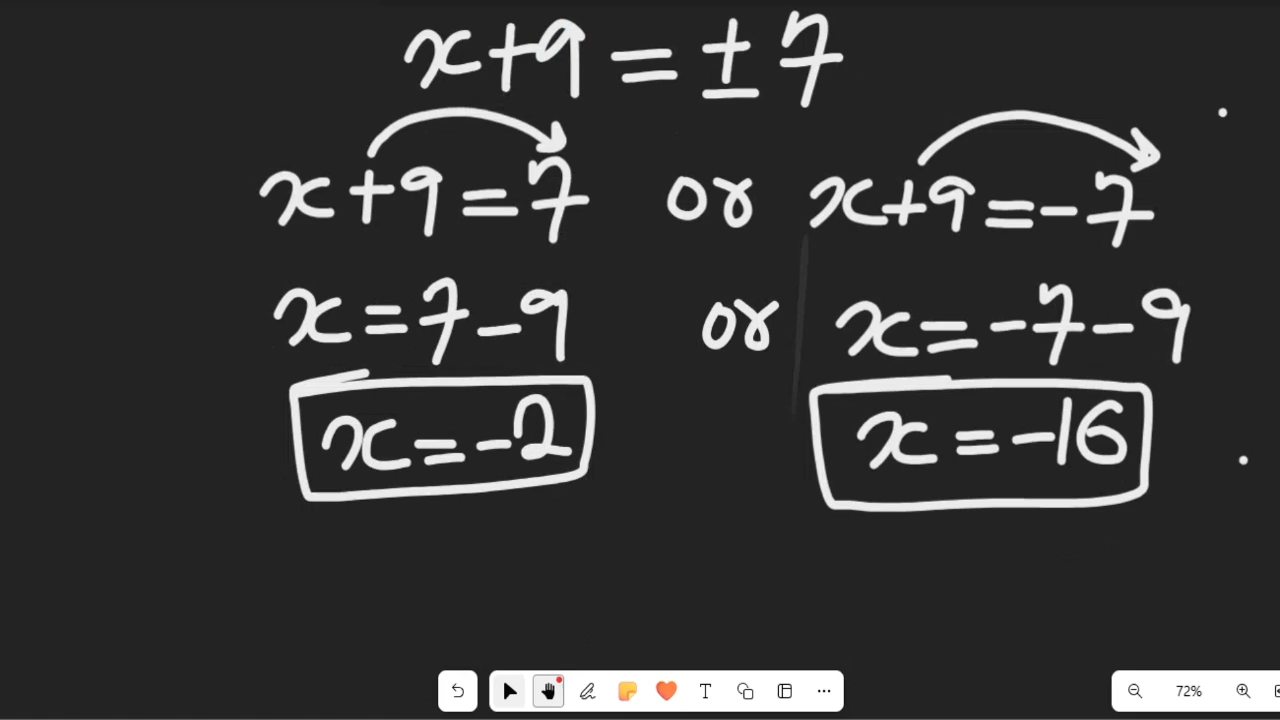 x+9=±7
x+9=7 or x+9=-7
x=7-9 or x=-7-9
x=-2 x=-16
T ... 72%